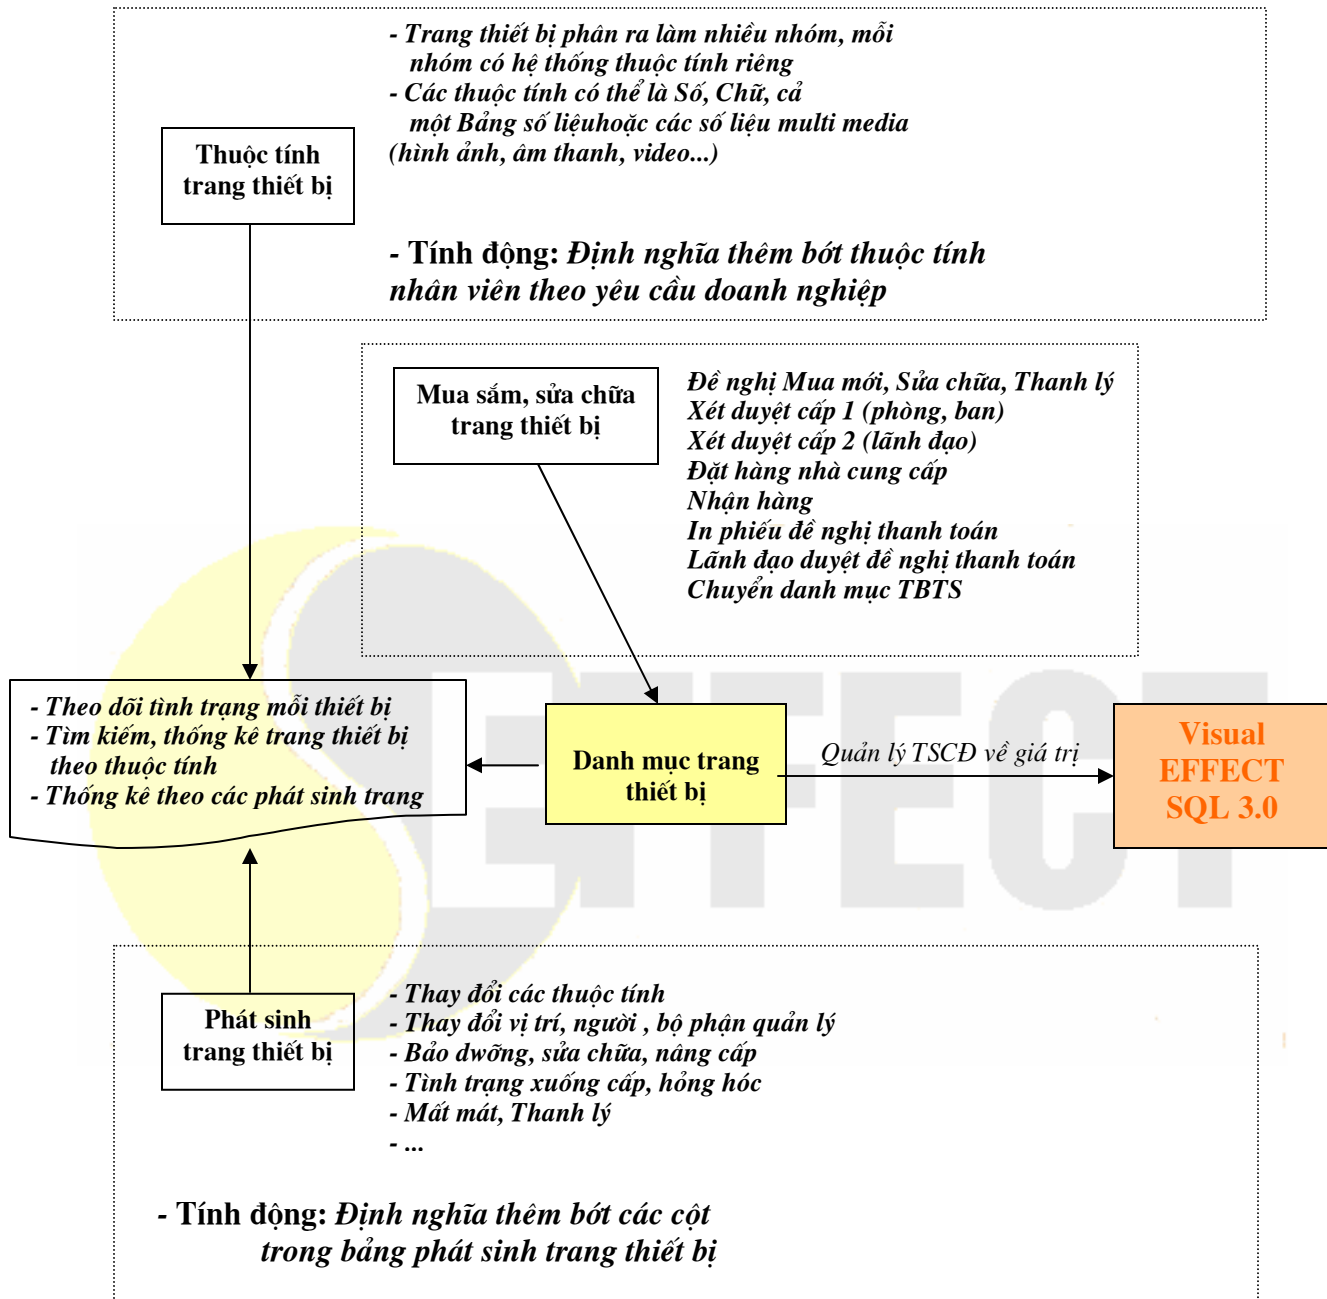 - Trang thiết bị phân ra làm nhiều nhóm, mỗi
nhóm có hệ thống thuộc tính riêng
- Các thuộc tính có thể là Số, Chữ, cả
một Bảng số liệuhoặc các số liệu multi media
(hình ảnh, âm thanh, video...)
Thuộc tính
trang thiết bị
- Tính động: Định nghĩa thêm bớt thuộc tính
nhân viên theo yêu cầu doanh nghiệp
Mua sắm, sửa chữa
trang thiết bị
Đề nghị Mua mới, Sửa chữa, Thanh lý
Xét duyệt cấp 1 (phòng, ban)
Xét duyệt cấp 2 (lãnh đạo)
Đặt hàng nhà cung cấp
Nhận hàng
In phiếu đề nghị thanh toán
Lãnh đạo duyệt đề nghị thanh toán
Chuyển danh mục TBTS
- Theo dõi tình trạng mỗi thiết bị
- Tìm kiếm, thống kê trang thiết bị
theo thuộc tính
- Thống kê theo các phát sinh trang
Danh mục trang
thiết bị
Quản lý TSCĐ về giá trị
Visual
EFFECT
SQL 3.0
EFFECT
Phát sinh
trang thiết bị
- Thay đổi các thuộc tính
- Thay đổi vị trí, người , bộ phận quản lý
- Bảo dwỡng, sửa chữa, nâng cấp
- Tình trạng xuống cấp, hỏng hóc
- Mất mát, Thanh lý
- ...
- Tính động: Định nghĩa thêm bớt các cột
trong bảng phát sinh trang thiết bị